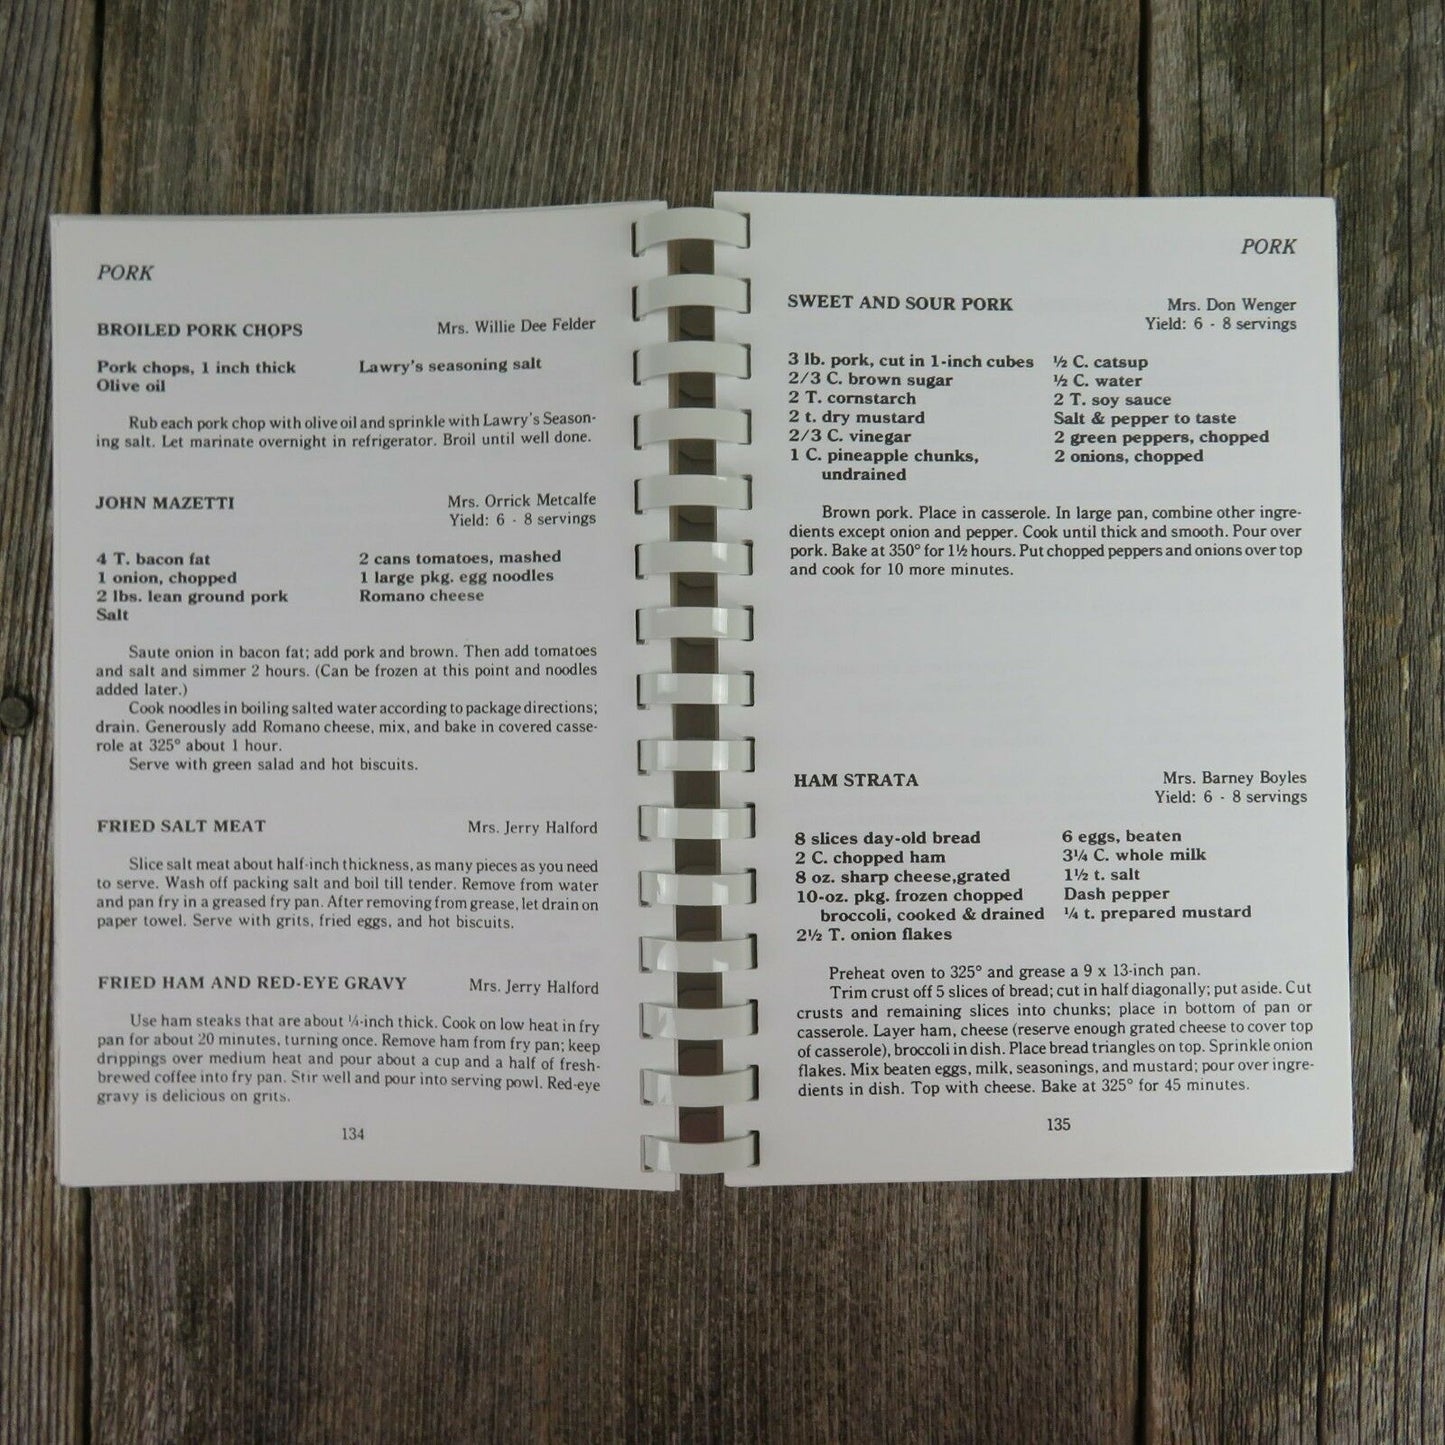 PORK
BROILED PORK CHOPS Mrs. Willie Dee Felder
Pork chops, 1 inch thick Lawry's seasoning salt
Olive oil
Rub each pork chop with olive oil and sprinkle with Lawry's Season-
ing salt. Let marinate overnight in refrigerator. Broil until well done.
JOHN MAZETTI Mrs. Orrick Metcalfe
Yield: 6 - 8 servings
4 T. bacon fat 2 cans tomatoes, mashed
1 onion, chopped 1 large pkg. egg noodles
2 lbs. lean ground pork Romano cheese
Salt
Saute onion in bacon fat; add pork and brown. Then add tomatoes
and salt and simmer 2 hours. (Can be frozen at this point and noodles
added later.)
Cook noodles in boiling salted water according to package directions;
drain. Generously add Romano cheese, mix, and bake in covered casse-
role at 325° about 1 hour.
Serve with green salad and hot biscuits.
FRIED SALT MEAT Mrs. Jerry Halford
Slice salt meat about half-inch thickness, as many pieces as you need
to serve. Wash off packing salt and boil till tender. Remove from water
and pan fry in a greased fry pan. After removing from grease, let drain on
paper towel. Serve with grits, fried eggs, and hot biscuits.
FRIED HAM AND RED-EYE GRAVY Mrs. Jerry Halford
Use ham steaks that are about ¼-inch thick. Cook on low heat in fry
pan for about 20 minutes, turning once. Remove ham from fry pan; keep
drippings over medium heat and pour about a cup and a half of fresh-
brewed coffee into fry pan. Stir well and pour into serving powl. Red-eye
gravy is delicious on grits.
134
PORK
SWEET AND SOUR PORK Mrs. Don Wenger
Yield: 6 - 8 servings
3 lb. pork, cut in 1-inch cubes ½ C. catsup
2/3 C. brown sugar ½ C. water
2 T. cornstarch 2 T. soy sauce
2 t. dry mustard Salt & pepper to taste
2/3 C. vinegar 2 green peppers, chopped
1 C. pineapple chunks, 2 onions, chopped
undrained
Brown pork. Place in casserole. In large pan, combine other ingre-
dients except onion and pepper. Cook until thick and smooth. Pour over
pork. Bake at 350° for 1½ hours. Put chopped peppers and onions over top
and cook for 10 more minutes.
HAM STRATA Mrs. Barney Boyles
Yield: 6 - 8 servings
8 slices day-old bread 6 eggs, beaten
2 C. chopped ham 3¼ C. whole milk
8 oz. sharp cheese,grated 1½ t. salt
10-oz. pkg. frozen chopped Dash pepper
broccoli, cooked & drained ¼ t. prepared mustard
2½ T. onion flakes
Preheat oven to 325° and grease a 9 x 13-inch pan.
Trim crust off 5 slices of bread; cut in half diagonally; put aside. Cut
crusts and remaining slices into chunks; place in bottom of pan or
casserole. Layer ham, cheese (reserve enough grated cheese to cover top
of casserole), broccoli in dish. Place bread triangles on top. Sprinkle onion
flakes. Mix beaten eggs, milk, seasonings, and mustard; pour over ingre-
dients in dish. Top with cheese. Bake at 325° for 45 minutes.
135